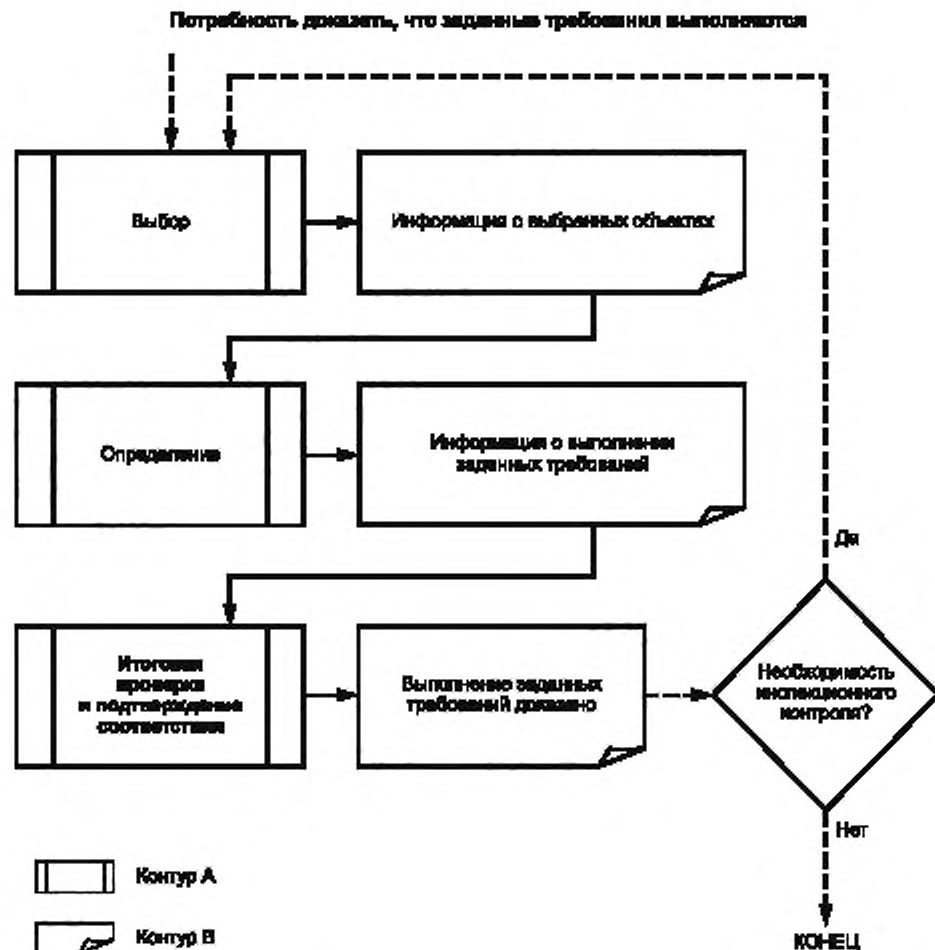 Потребность доказать, что заданные требования выполняются
Выбор
Информация о выбранных объектах
Определение
Информация о выполнении
заданных требований
Да
Итоговая
проверка
и подтверждение
соответствия
Выполнение заданных
требований доказано
Необходимость
инспекционного
контроля?
Нет
Контур А
Контур В
КОНЕЦ